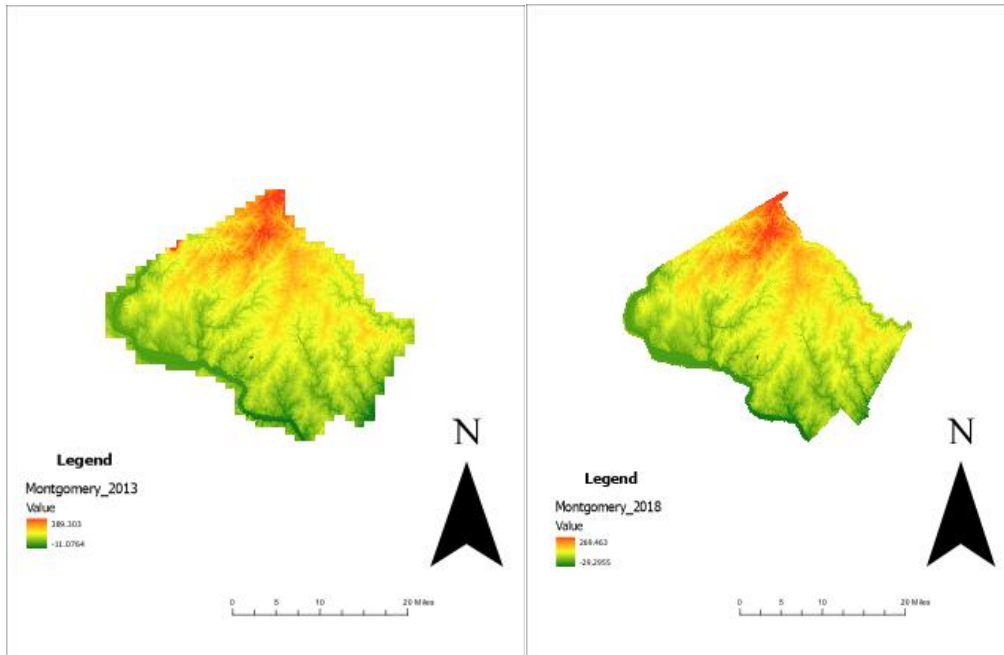 N
Legend
Montgomery_2013
Value
389.303
-11.0764
0 5 10 20 Miles
N
Legend
Montgomery_2018
Value
269.463
-29.2955
0 5 10 20 Miles